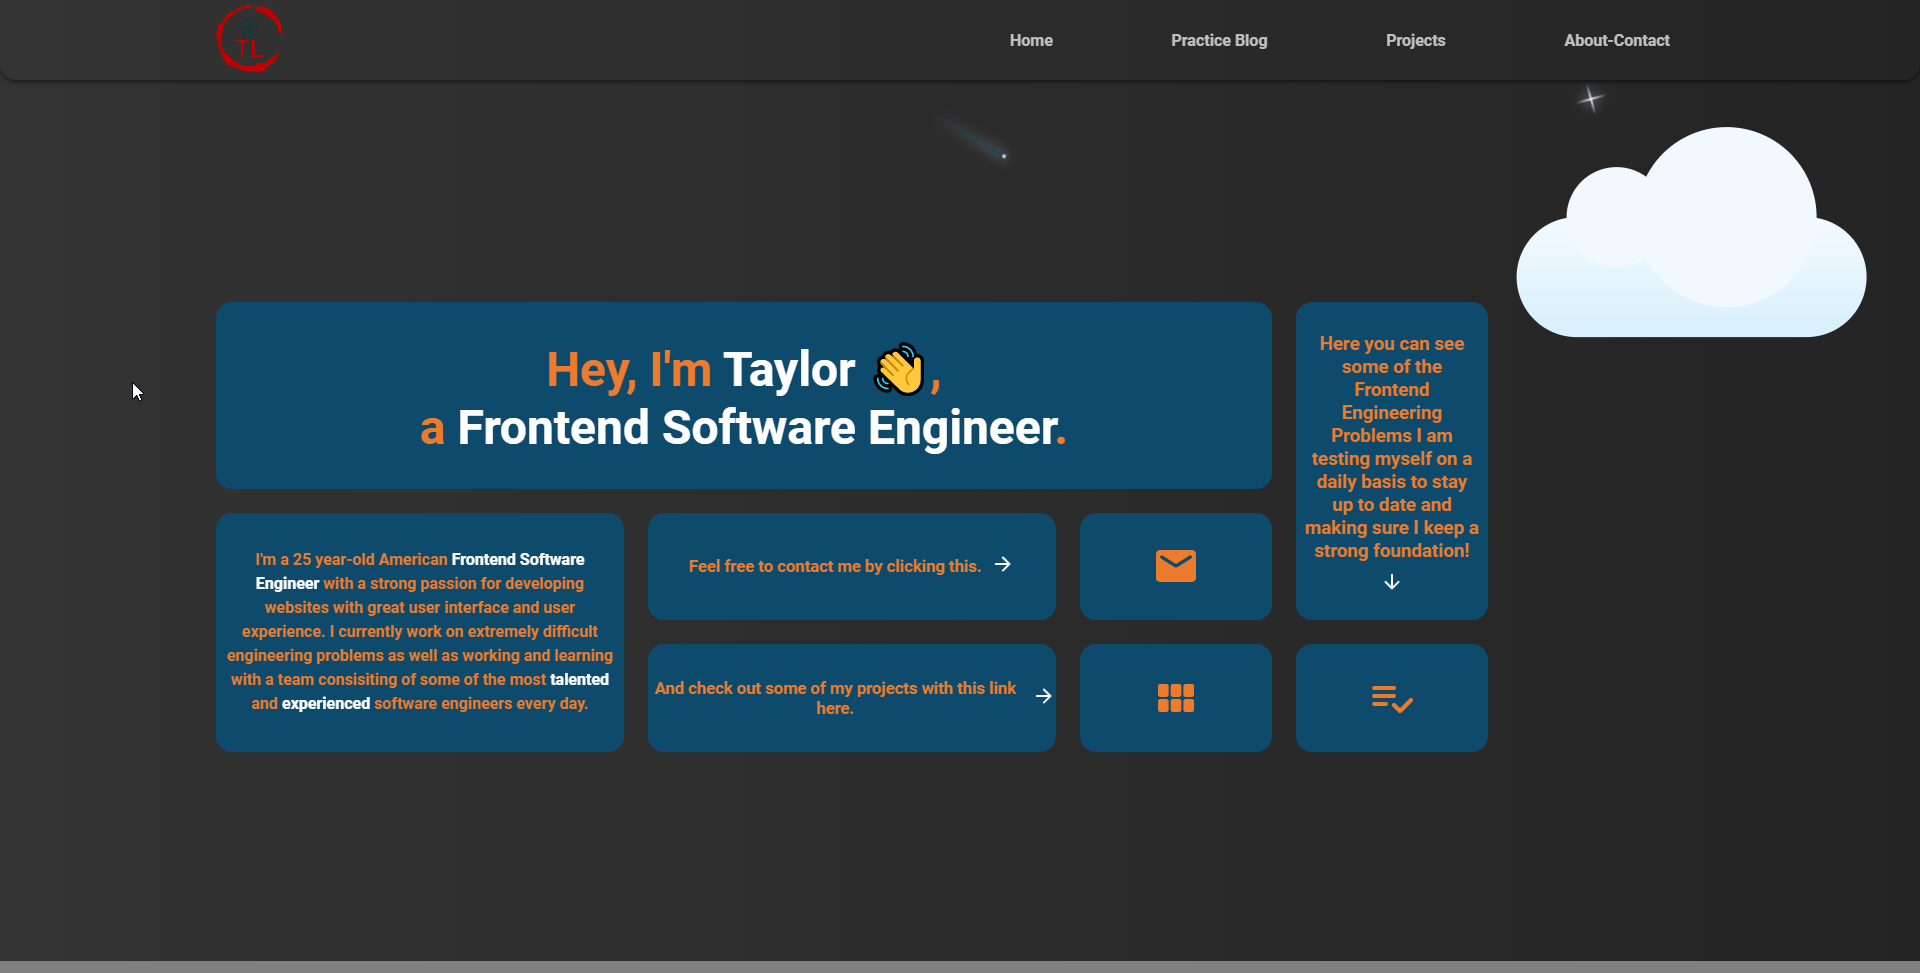 TL
Home
Practice Blog
Projects
About-Contact
Hey, I'm Taylor 👋,
a Frontend Software Engineer.
Here you can see
some of the
Frontend
Engineering
Problems I am
testing myself on a
daily basis to stay
up to date and
making sure I keep a
strong foundation!
I'm a 25 year-old American Frontend Software
Engineer with a strong passion for developing
websites with great user interface and user
experience. I currently work on extremely difficult
engineering problems as well as working and learning
with a team consisiting of some of the most talented
and experienced software engineers every day.
Feel free to contact me by clicking this.
And check out some of my projects with this link
here.